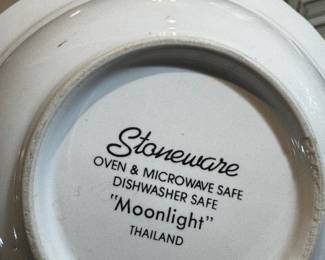 Stoneware
OVEN & MICROWAVE SAFE
DISHWASHER SAFE
"Moonlight"
THAILAND